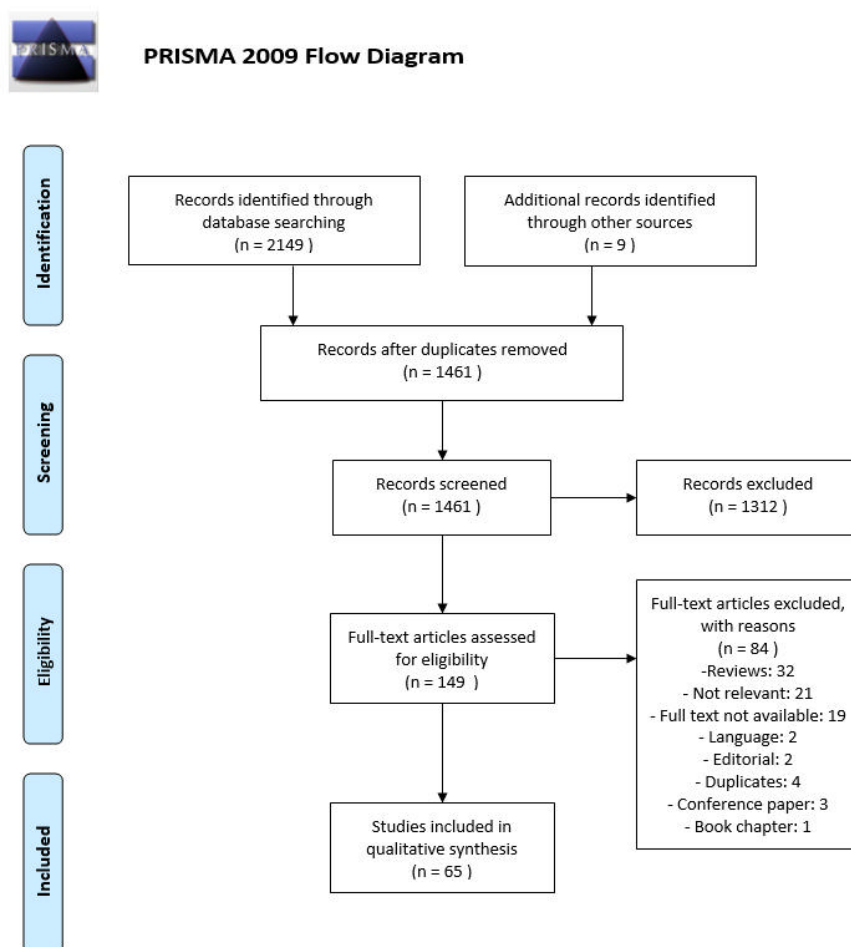 PRISMA
PRISMA 2009 Flow Diagram
Identification
Records identified through
database searching
(n = 2149 )
Additional records identified
through other sources
(n = 9 )
Records after duplicates removed
(n = 1461 )
Screening
Records screened
(n = 1461 )
Records excluded
(n = 1312 )
Eligibility
Full-text articles assessed
for eligibility
(n = 149 )
Full-text articles excluded,
with reasons
(n = 84 )
-Reviews: 32
- Not relevant: 21
- Full text not available: 19
- Language: 2
- Editorial: 2
- Duplicates: 4
- Conference paper: 3
- Book chapter: 1
Included
Studies included in
qualitative synthesis
(n = 65 )